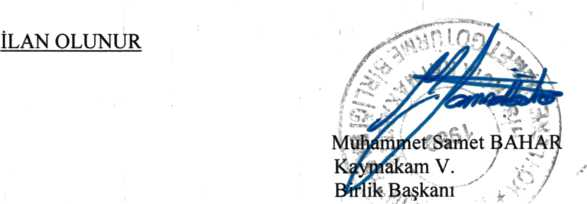 İLAN OLUNUR
Muhammet Samet BAHAR
Kaymakam V.
Birlik Başkanı